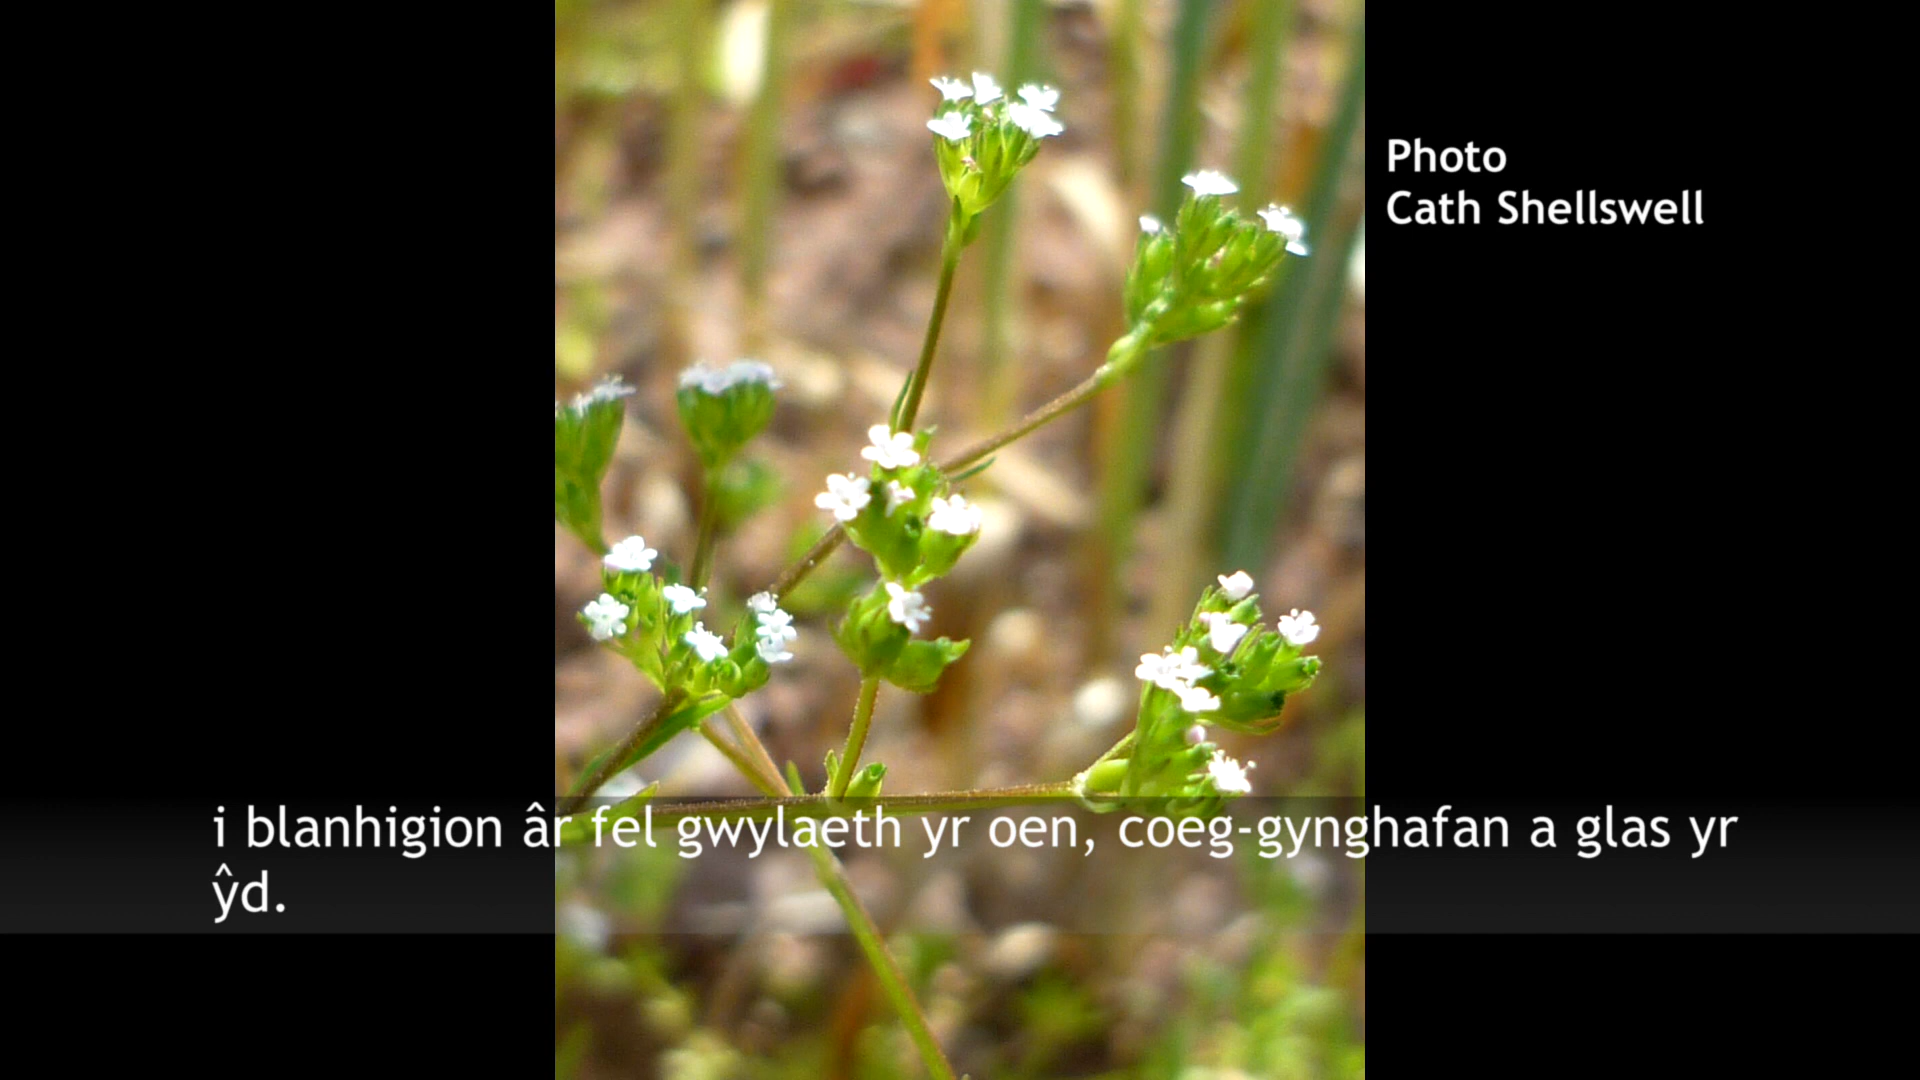 Photo
Cath Shellswell
i blanhigion âr fel gwylaeth yr oen, coeg-gynghafan a glas yr
ŷd.